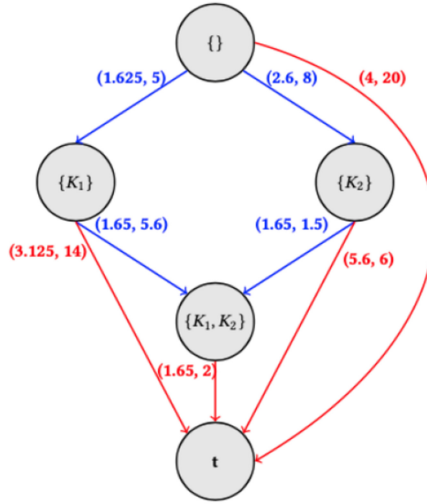 {}
(1.625, 5)
(2.6, 8)
(4, 20)
{K₁}
{K₂}
(1.65, 5.6)
(1.65, 1.5)
(3.125, 14)
(5.6, 6)
{K₁, K₂}
(1.65, 2)
t